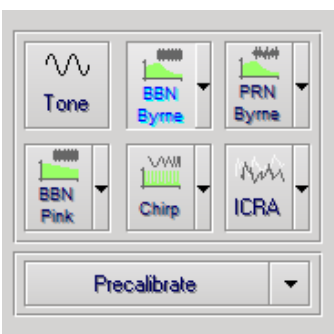 Tone
BBN
Byrne
PRN
Byrne
BBN
Pink
Chirp
ICRA
Precalibrate